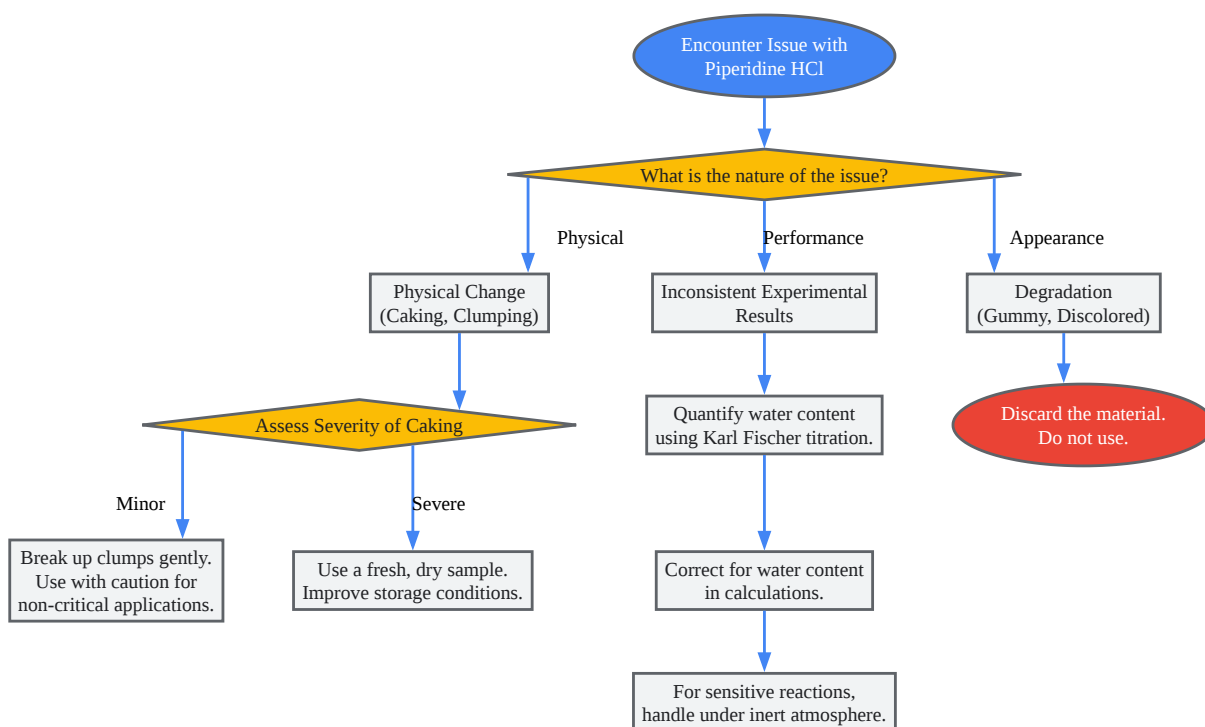 Encounter Issue with
Piperidine HCl
What is the nature of the issue?
Physical
Performance
Appearance
Physical Change
(Caking, Clumping)
Inconsistent Experimental
Results
Degradation
(Gummy, Discolored)
Assess Severity of Caking
Quantify water content
using Karl Fischer titration.
Discard the material.
Do not use.
Minor
Severe
Break up clumps gently.
Use with caution for
non-critical applications.
Use a fresh, dry sample.
Improve storage conditions.
Correct for water content
in calculations.
For sensitive reactions,
handle under inert atmosphere.